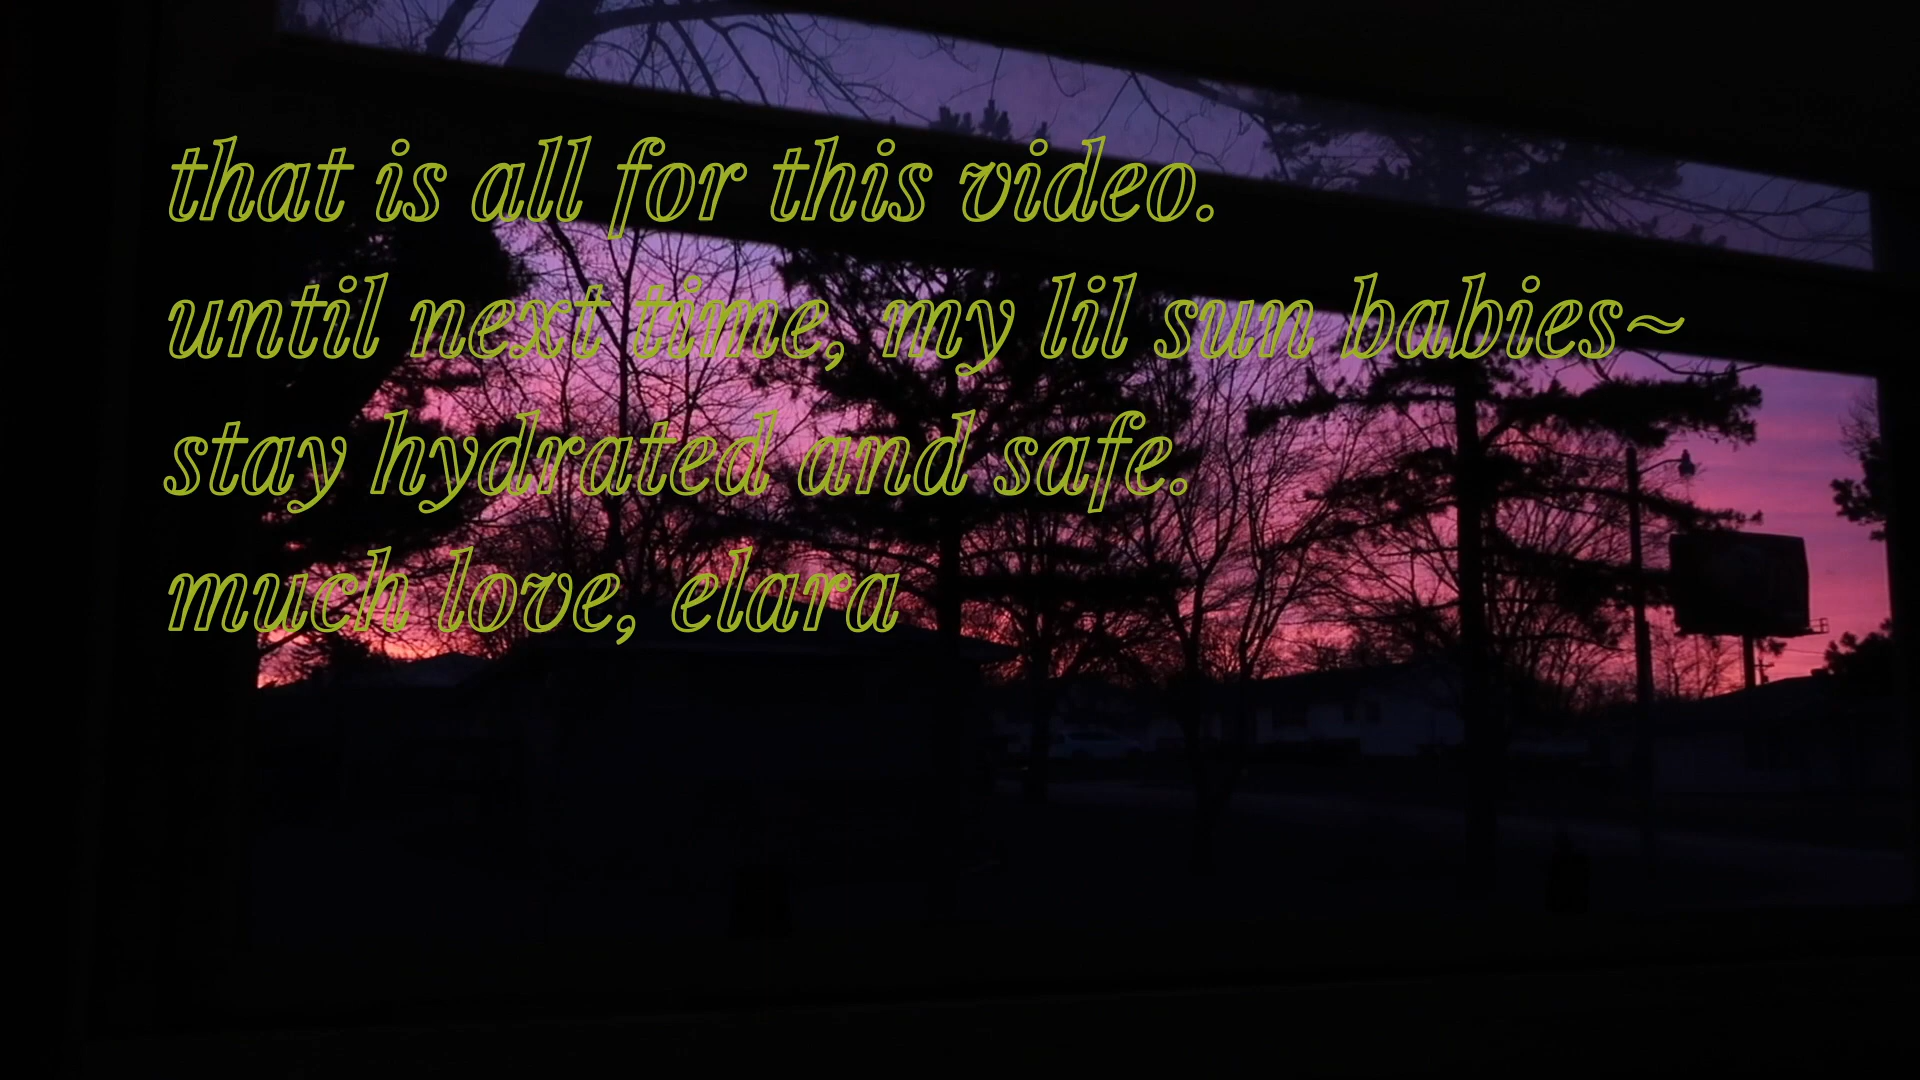 that is all for this video.
until next time, my lil sun babies~
stay hydrated and safe.
much love, elara